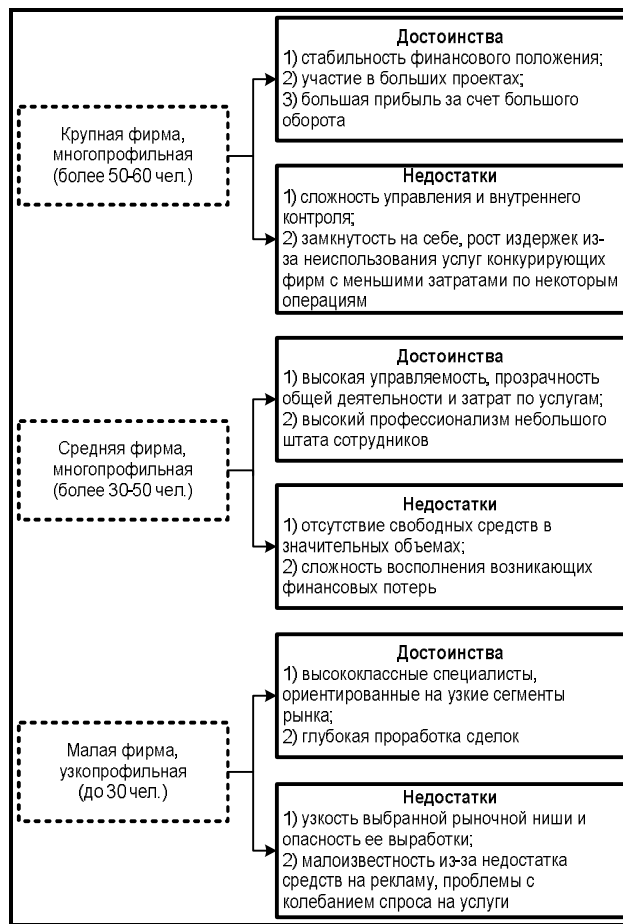 Крупная фирма,
многопрофильная
(более 50-60 чел.)
Достоинства
1) стабильность финансового положения;
2) участие в больших проектах;
3) большая прибыль за счет большого
оборота
Недостатки
1) сложность управления и внутреннего
контроля;
2) замкнутость на себе, рост издержек из-
за неиспользования услуг конкурирующих
фирм с меньшими затратами по некоторым
операциям
Средняя фирма,
многопрофильная
(более 30-50 чел.)
Достоинства
1) высокая управляемость, прозрачность
общей деятельности и затрат по услугам;
2) высокий профессионализм небольшого
штата сотрудников
Недостатки
1) отсутствие свободных средств в
значительных объемах;
2) сложность восполнения возникающих
финансовых потерь
Малая фирма,
узкопрофильная
(до 30 чел.)
Достоинства
1) высококлассные специалисты,
ориентированные на узкие сегменты
рынка;
2) глубокая проработка сделок
Недостатки
1) узкость выбранной рыночной ниши и
опасность ее выработки;
2) малоизвестность из-за недостатка
средств на рекламу, проблемы с
колебанием спроса на услуги